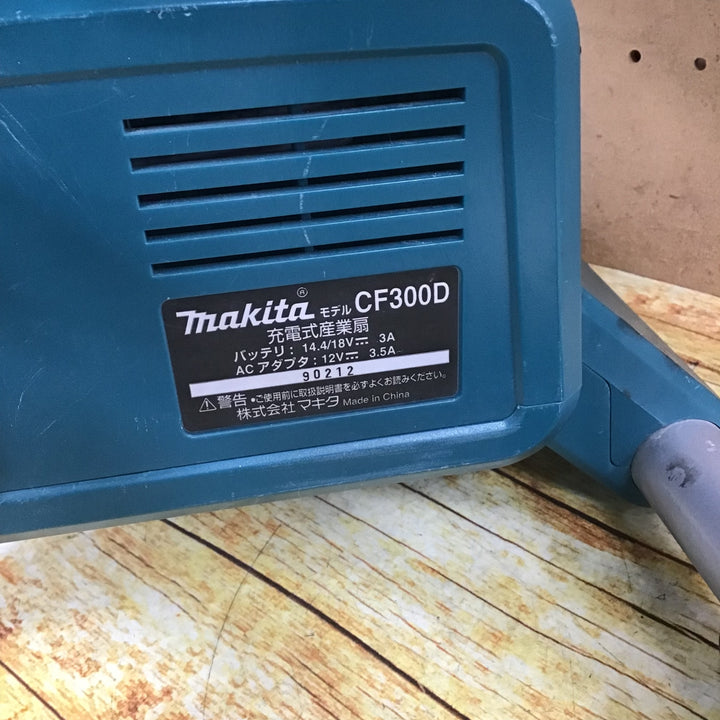 makita® モデル CF300D
充電式産業扇
バッテリ : 14.4/18V⎓ 3A
AC アダプタ : 12V⎓ 3.5A
90212
⚠警告 •ご使用前に取扱説明書を必ずよくお読みください。
株式会社 マキタ Made in China